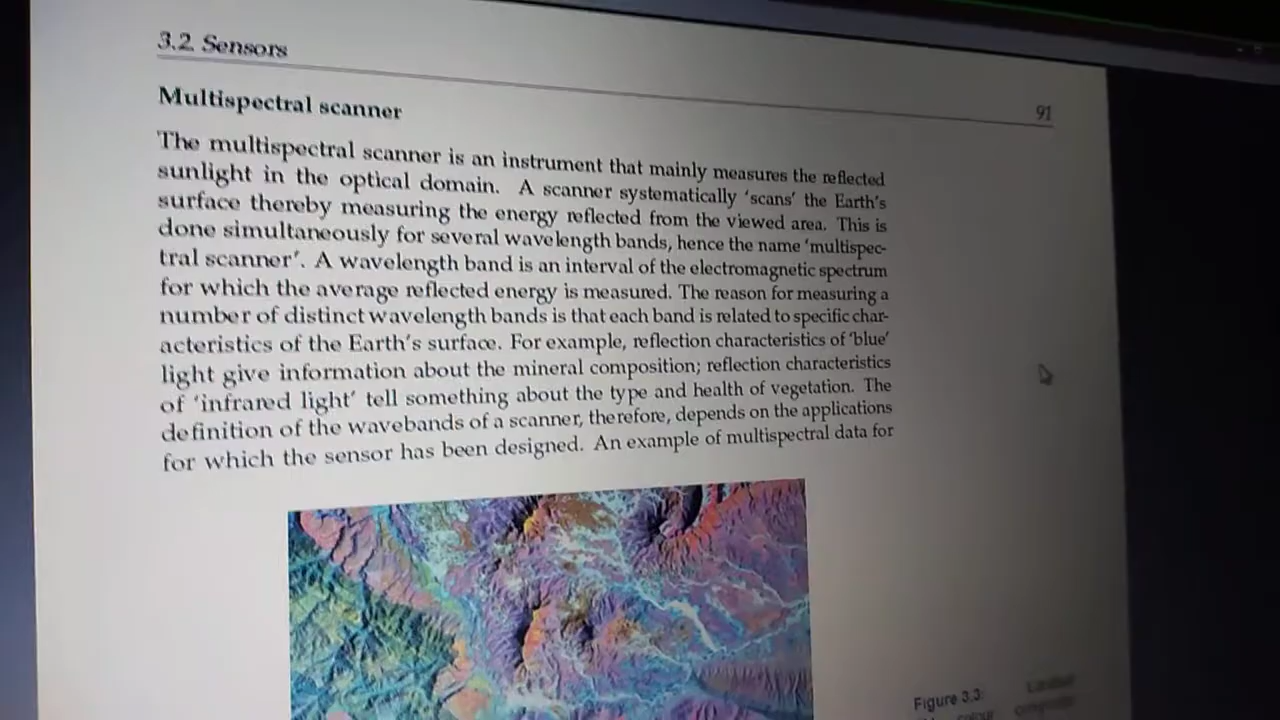 3.2. Sensors
91
Multispectral scanner
The multispectral scanner is an instrument that mainly measures the reflected
sunlight in the optical domain. A scanner systematically 'scans' the Earth's
surface thereby measuring the energy reflected from the viewed area. This is
done simultaneously for several wavelength bands, hence the name 'multispec-
tral scanner'. A wavelength band is an interval of the electromagnetic spectrum
for which the average reflected energy is measured. The reason for measuring a
number of distinct wavelength bands is that each band is related to specific char-
acteristics of the Earth's surface. For example, reflection characteristics of 'blue'
light give information about the mineral composition; reflection characteristics
of 'infrared light' tell something about the type and health of vegetation. The
definition of the wavebands of a scanner, therefore, depends on the applications
for which the sensor has been designed. An example of multispectral data for
Figure 3.3: Landsat
colour composite